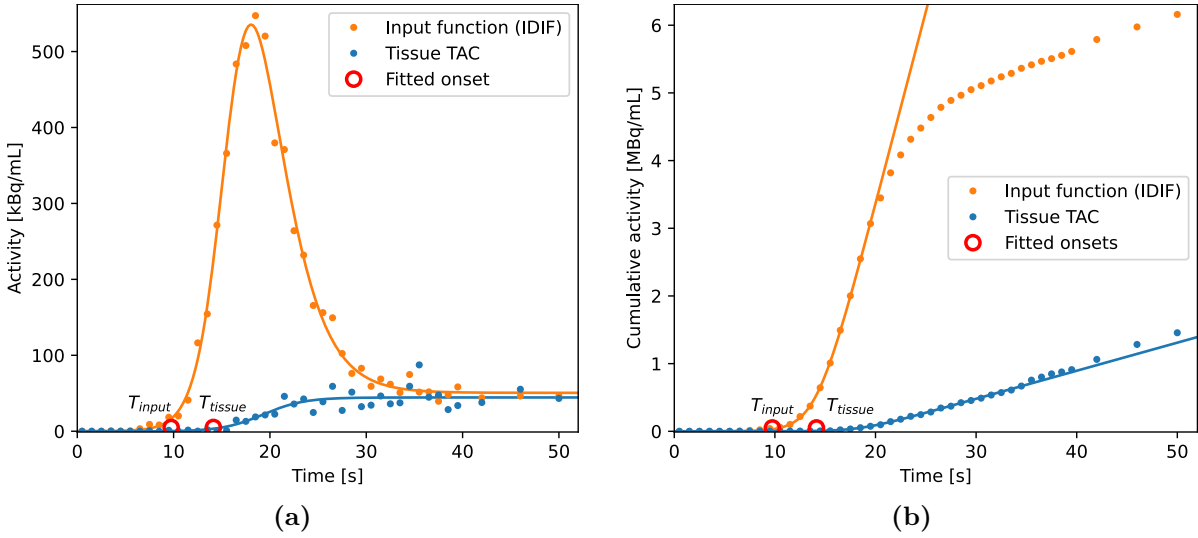 Input function (IDIF)
Tissue TAC
Fitted onset
Activity [kBq/mL]
500
400
300
200
100
0
T_input
T_tissue
0 10 20 30 40 50
Time [s]
(a)
Input function (IDIF)
Tissue TAC
Fitted onsets
Cumulative activity [MBq/mL]
6
5
4
3
2
1
0
T_input
T_tissue
0 10 20 30 40 50
Time [s]
(b)